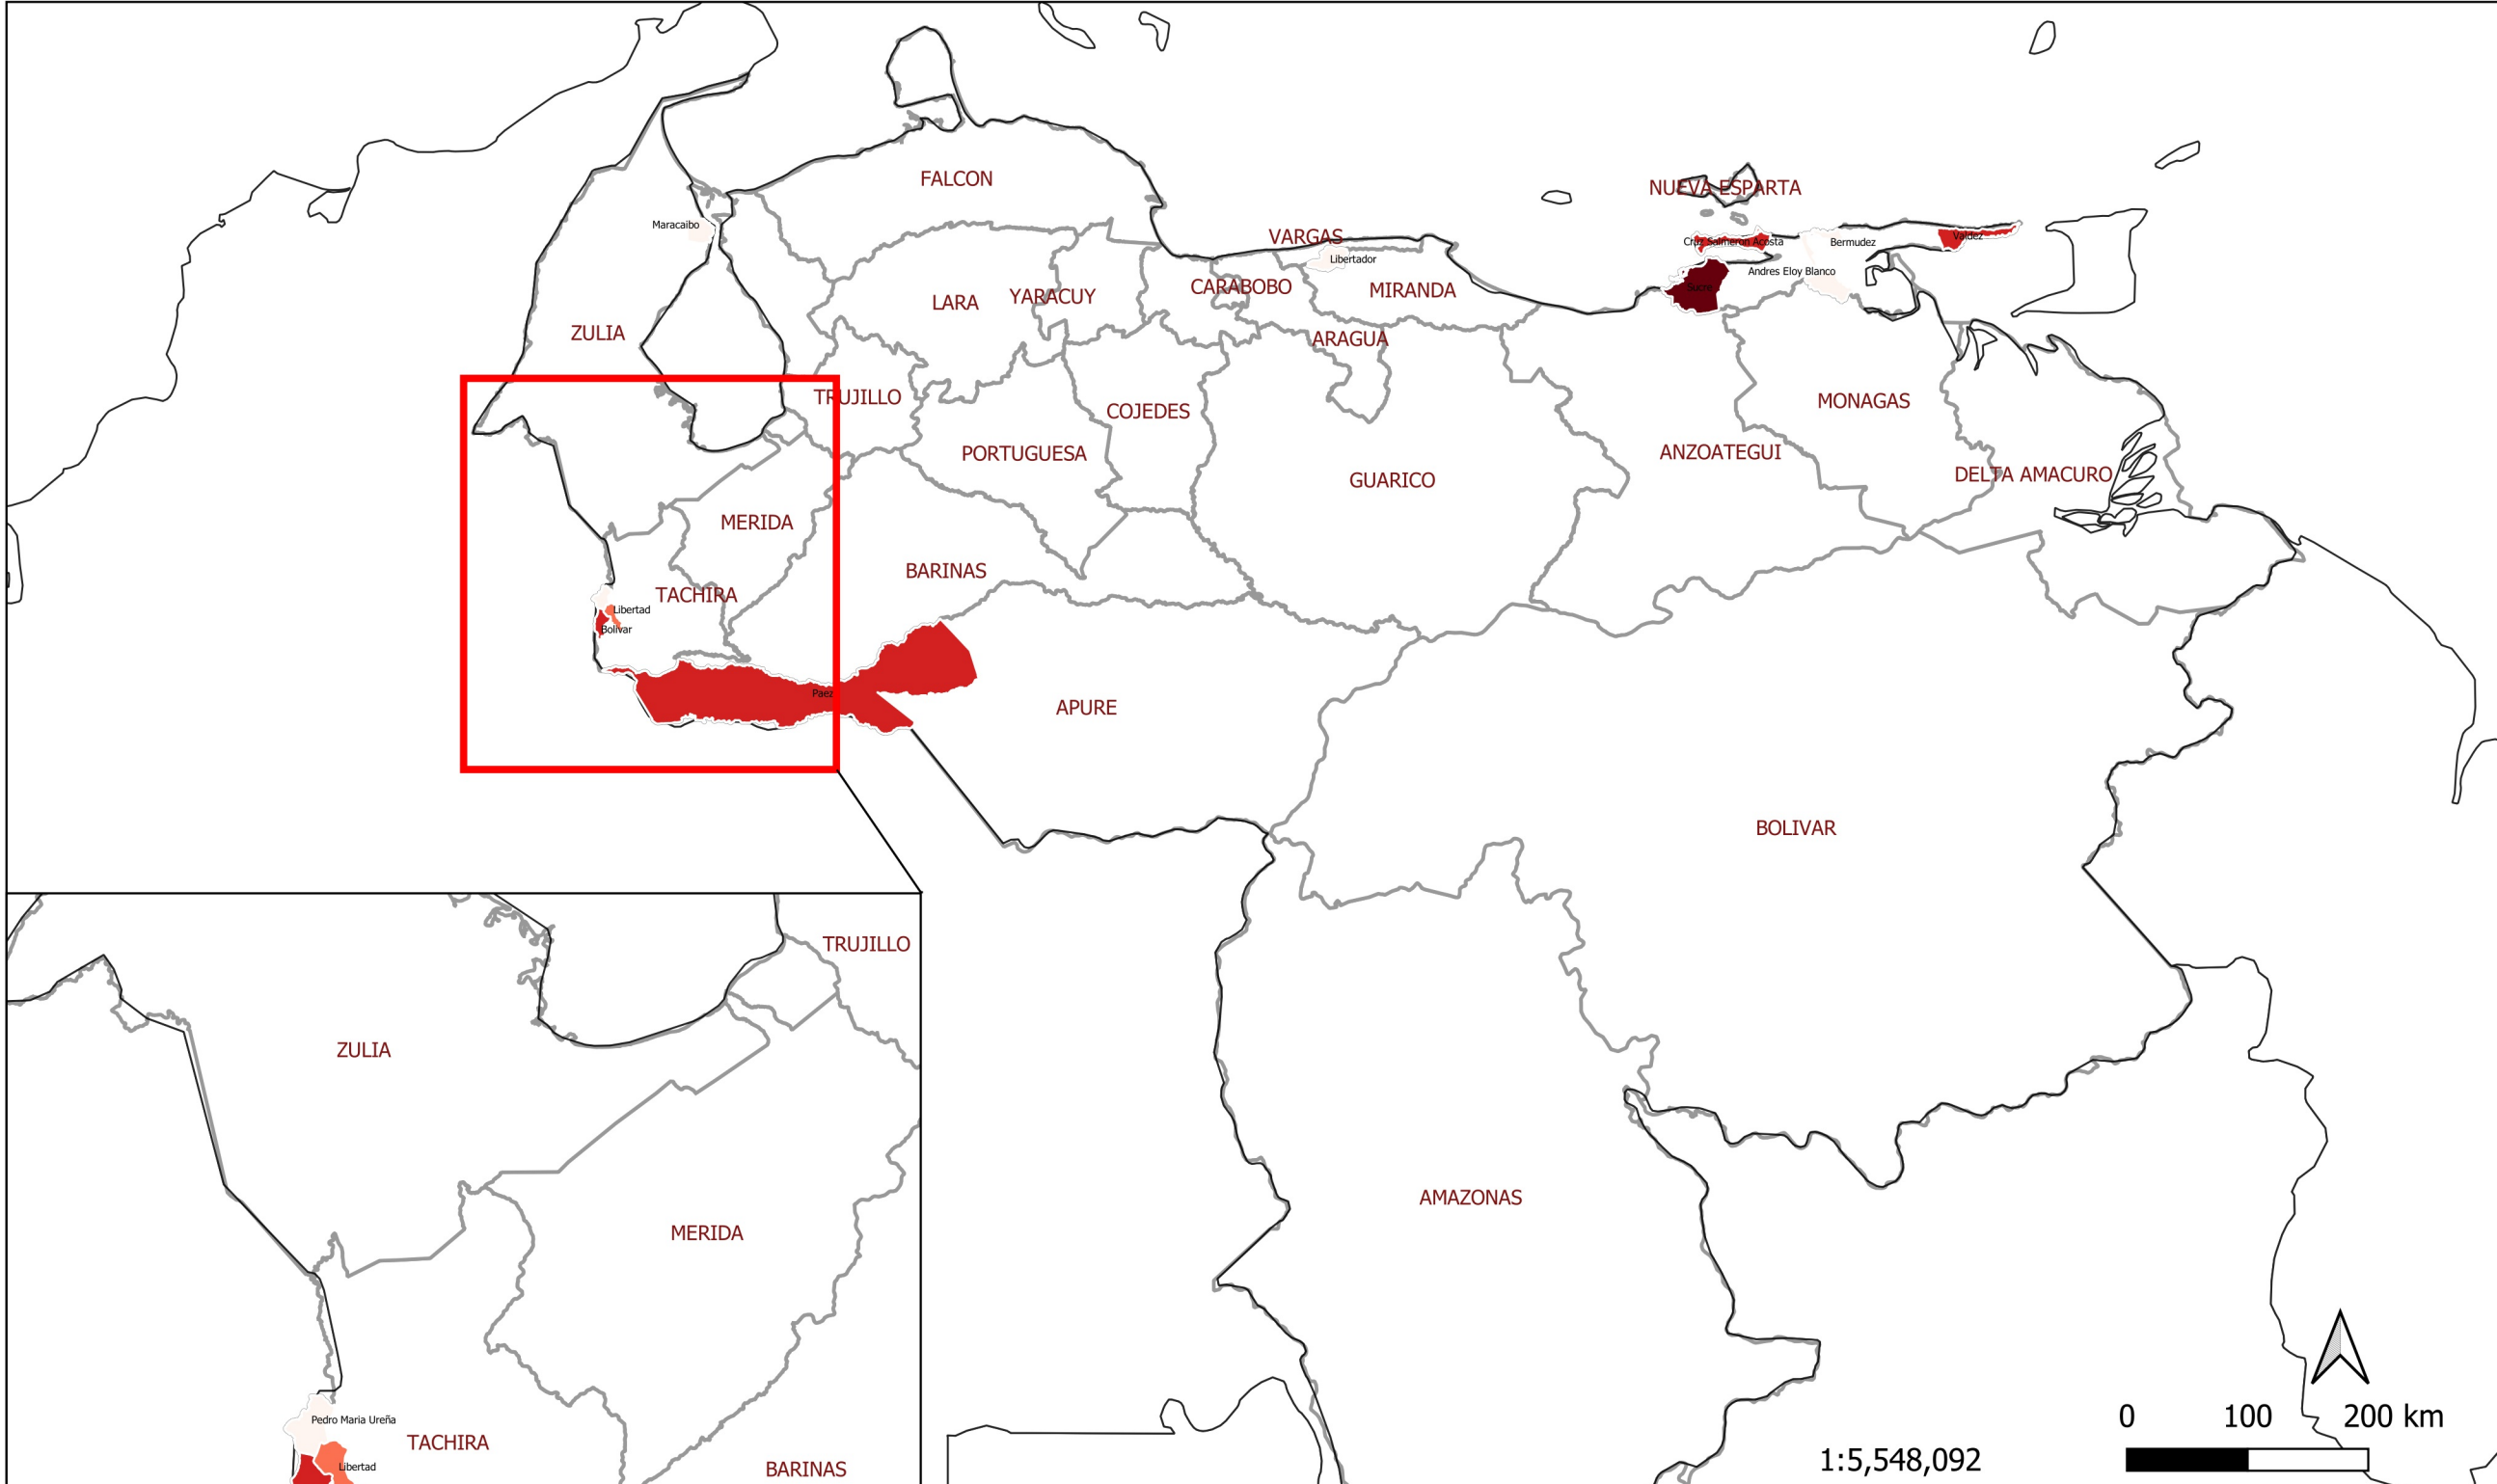 FALCON
NUEVA ESPARTA
Maracaibo
VARGAS
Cruz Salmeron Acosta
Bermudez
Valdez
Libertador
Andres Eloy Blanco
CARABOBO
MIRANDA
Sucre
LARA
YARACUY
ZULIA
ARAGUA
TRUJILLO
COJEDES
MONAGAS
PORTUGUESA
ANZOATEGUI
GUARICO
DELTA AMACURO
MERIDA
BARINAS
TACHIRA
Libertad
Bolivar
Paez
APURE
BOLIVAR
TRUJILLO
ZULIA
MERIDA
AMAZONAS
Pedro Maria Ureña
TACHIRA
Libertad
BARINAS
0 100 200 km
1:5,548,092